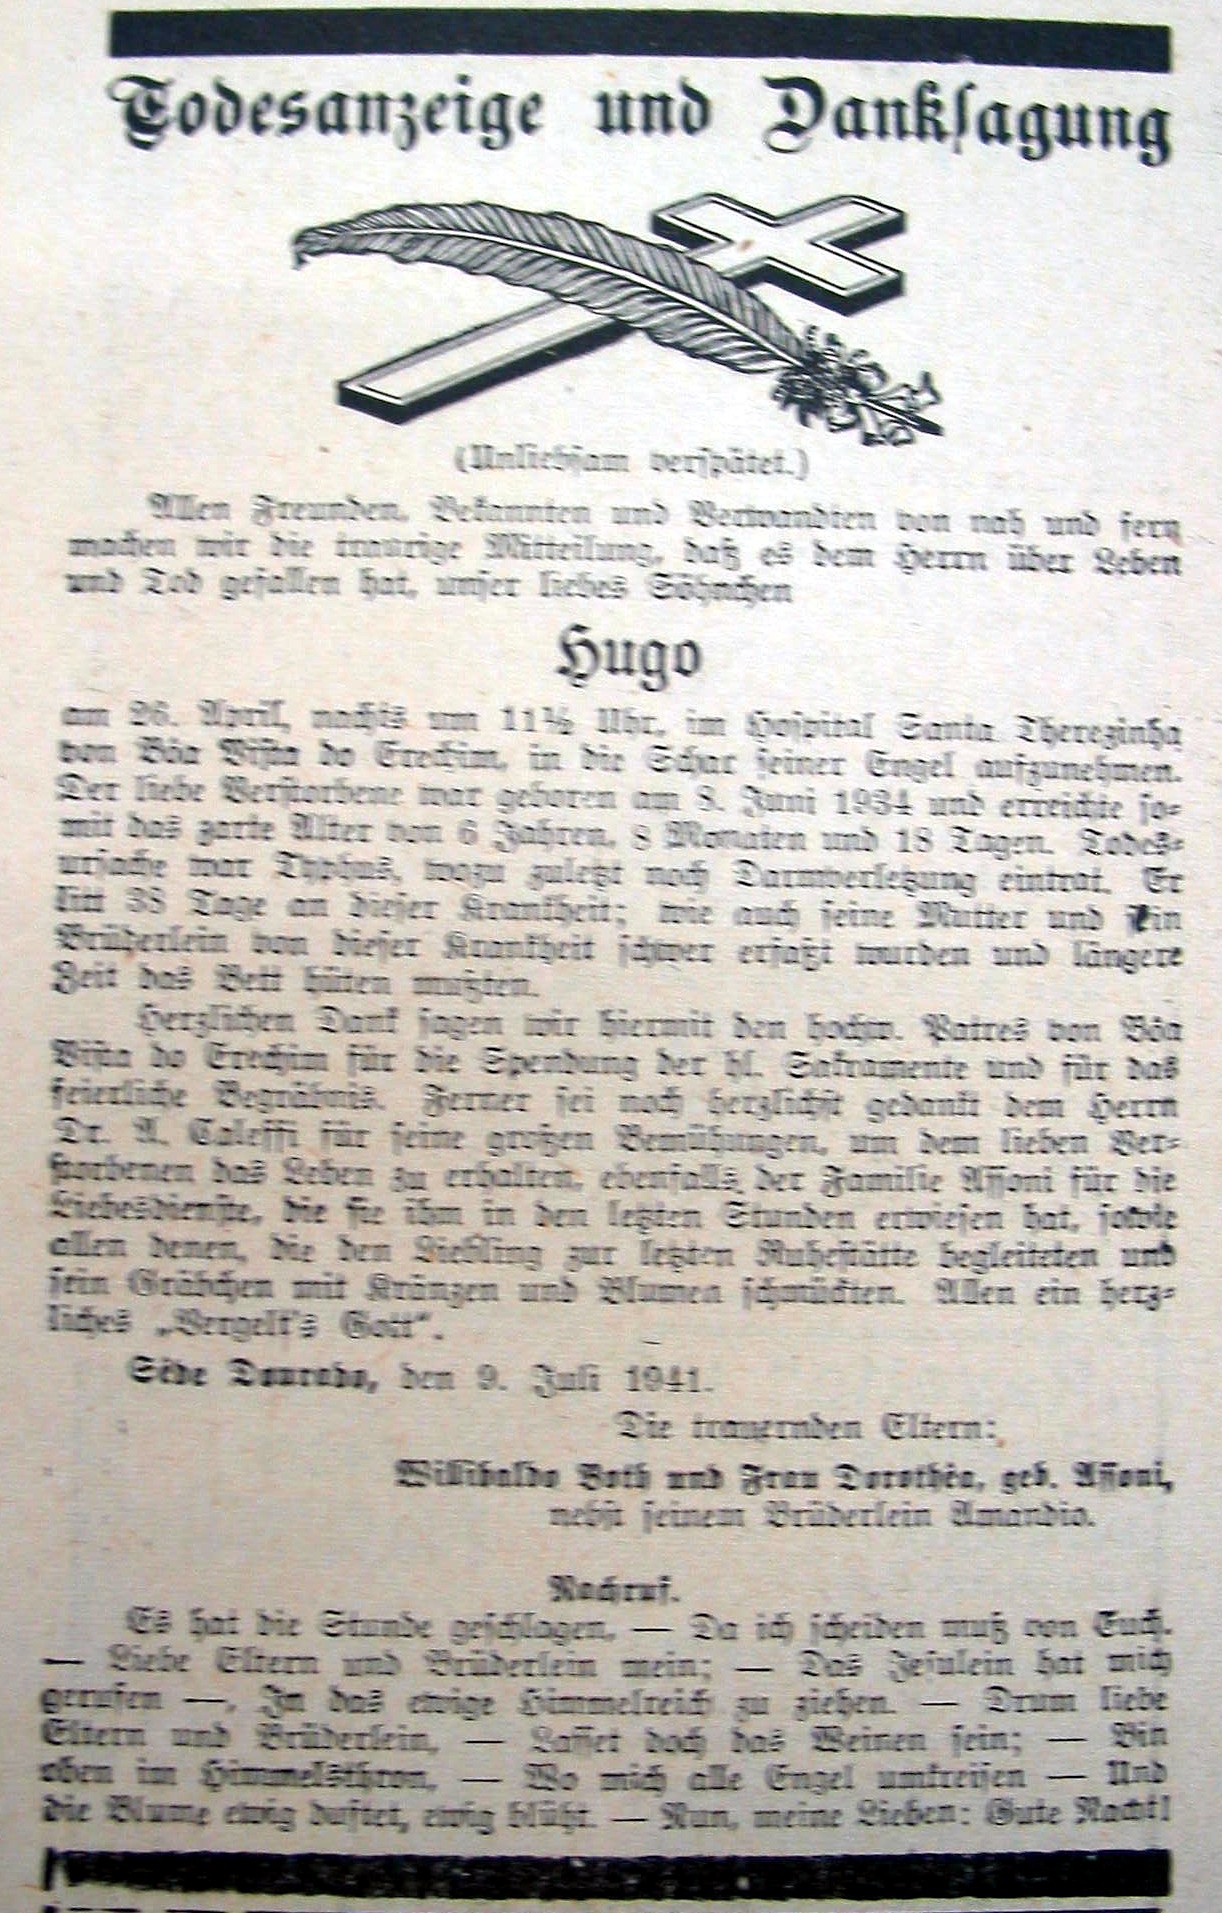 Todesanzeige und Danksagung
(Unliebsam verspätet.)
Allen Freunden, Bekannten und Verwandten von nah und fern
machen wir die traurige Mitteilung, daß es dem Herrn über Leben
und Tod gefallen hat, unser liebes Söhnchen
Hugo
am 26. April, nachts um 11½ Uhr, im Hospital Santa Therezinha
von Bôa Vista do Erechim, in die Schar seiner Engel aufzunehmen.
Der liebe Verstorbene war geboren am 8. Juni 1934 und erreichte so-
mit das zarte Alter von 6 Jahren, 8 Monaten und 18 Tagen. Todes-
ursache war Typhus, wozu zuletzt noch Darmverletzung eintrat. Er
litt 38 Tage an dieser Krankheit; wie auch seine Mutter und sein
Brüderlein von dieser Krankheit schwer erfaßt wurden und längere
Zeit das Bett hüten mußten.
Herzlichen Dank sagen wir hiermit den hochw. Patres von Bôa
Vista do Erechim für die Spendung der hl. Sakramente und für das
feierliche Begräbnis. Ferner sei noch herzlichst gedankt dem Herrn
Dr. A. Caleffi für seine großen Bemühungen, um dem lieben Ver-
storbenen das Leben zu erhalten, ebenfalls der Familie Assoni für die
Liebesdienste, die sie ihm in den letzten Stunden erwiesen hat, sowie
allen denen, die den Liebling zur letzten Ruhestätte begleiteten und
sein Gräbchen mit Kränzen und Blumen schmückten. Allen ein herz-
liches „Vergelt's Gott“.
Séde Dourado, den 9. Juli 1941.
Die trauernden Eltern:
Willibaldo Both und Frau Dorothêa, geb. Assoni,
nebst seinem Brüderlein Amandio.
Nachruf.
Es hat die Stunde geschlagen, — Da ich scheiden muß von Euch.
— Liebe Eltern und Brüderlein mein; — Das Jesulein hat mich
gerufen —, In das ewige Himmelreich zu ziehen. — Drum liebe
Eltern und Brüderlein, — Lasset doch das Weinen sein; — Bin
oben im Himmelsthron, — Wo mich alle Engel umkreisen — Und
die Blume ewig duftet, ewig blüht. — Nun, meine Lieben: Gute Nacht!